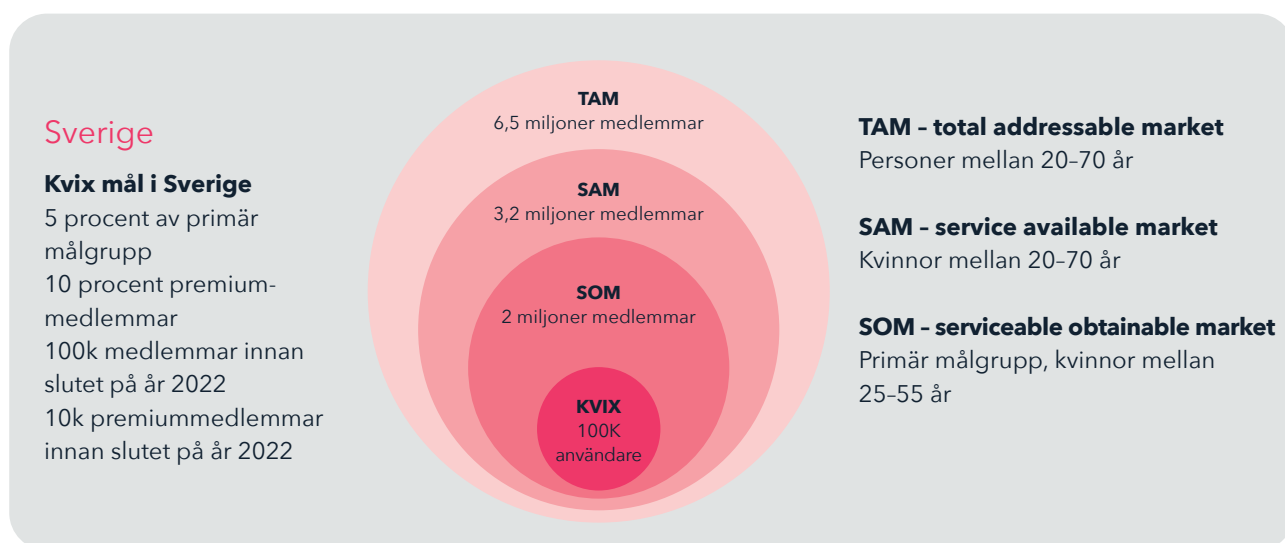 Sverige
Kvix mål i Sverige
5 procent av primär
målgrupp
10 procent premium-
medlemmar
100k medlemmar innan
slutet på år 2022
10k premiummedlemmar
innan slutet på år 2022
TAM
6,5 miljoner medlemmar
SAM
3,2 miljoner medlemmar
SOM
2 miljoner medlemmar
KVIX
100K
användare
TAM – total addressable market
Personer mellan 20–70 år
SAM – service available market
Kvinnor mellan 20–70 år
SOM – serviceable obtainable market
Primär målgrupp, kvinnor mellan
25–55 år